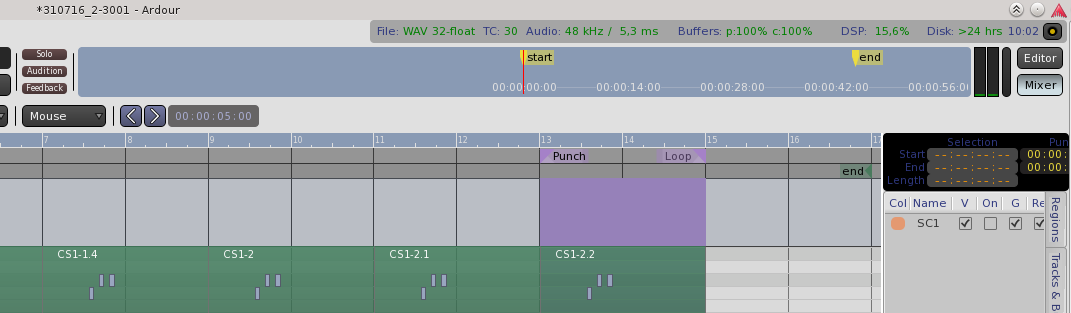 *310716_2-3001 - Ardour
File: WAV 32-float TC: 30 Audio: 48 kHz / 5,3 ms Buffers: p:100% c:100% DSP: 15,6% Disk: >24 hrs 10:02
Solo
Audition
Feedback
start
end
00:00:00:00 00:00:14:00 00:00:28:00 00:00:42:00 00:00:56:0
Editor
Mixer
Mouse
< >
00:00:05:00
7 8 9 10 11 12 13 14 15 16 17
Punch Loop
end
Selection
Start --:--:--:-- 00:00:
End --:--:--:-- 00:00:
Length --:--:--:--
Pun
Col Name V On G Re
SC1
Regions
Tracks & B
CS1-1.4 CS1-2 CS1-2.1 CS1-2.2